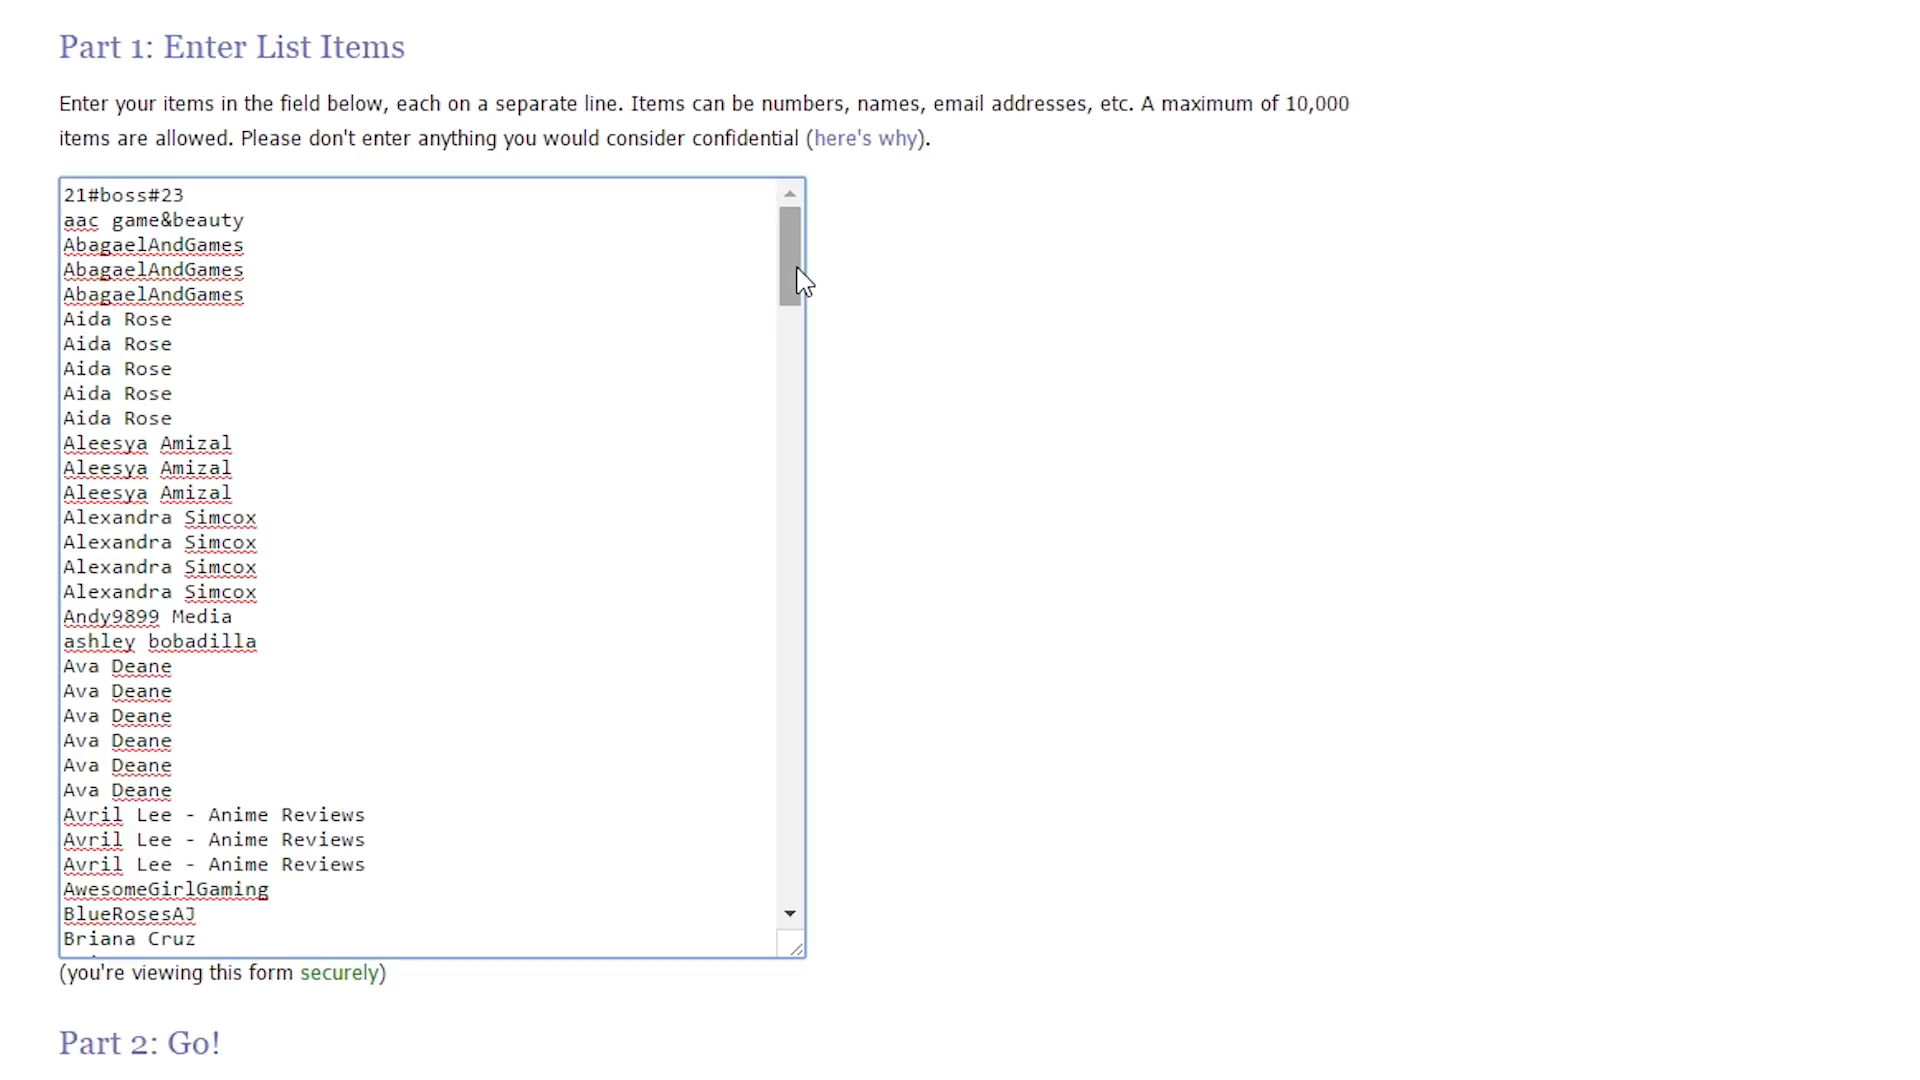 Part 1: Enter List Items
Enter your items in the field below, each on a separate line. Items can be numbers, names, email addresses, etc. A maximum of 10,000
items are allowed. Please don't enter anything you would consider confidential (here's why).
21#boss#23
aac game&beauty
AbagaelAndGames
AbagaelAndGames
AbagaelAndGames
Aida Rose
Aida Rose
Aida Rose
Aida Rose
Aida Rose
Aleesya Amizal
Aleesya Amizal
Aleesya Amizal
Alexandra Simcox
Alexandra Simcox
Alexandra Simcox
Alexandra Simcox
Andy9899 Media
ashley bobadilla
Ava Deane
Ava Deane
Ava Deane
Ava Deane
Ava Deane
Ava Deane
Avril Lee - Anime Reviews
Avril Lee - Anime Reviews
Avril Lee - Anime Reviews
AwesomeGirlGaming
BlueRosesAJ
Briana Cruz
(you're viewing this form securely)
Part 2: Go!